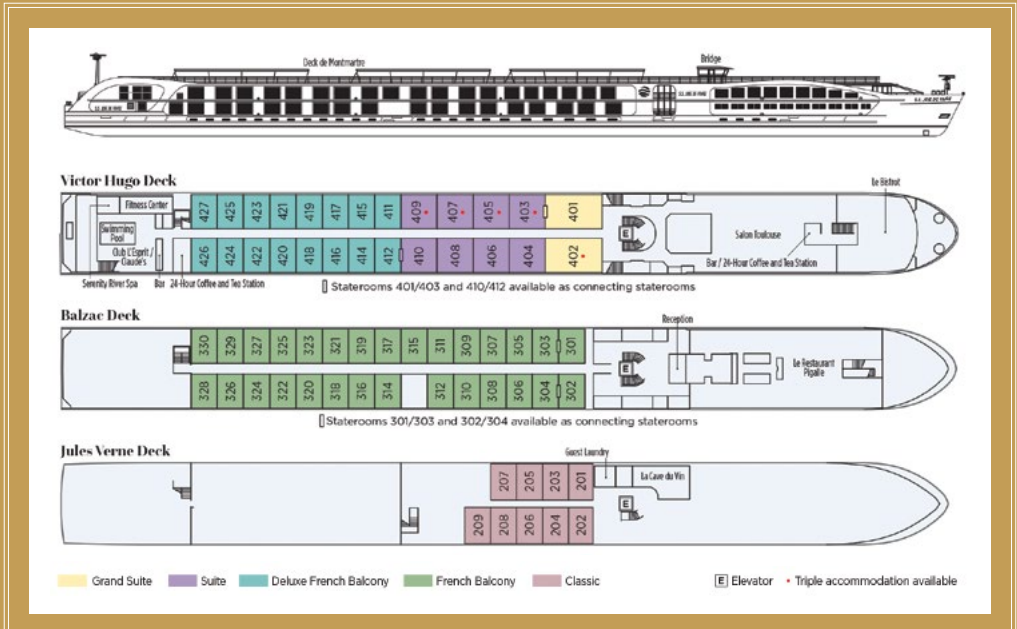 Deck de Montmartre
Bridge
S.S. JOIE DE VIVRE
S.S. JOIE DE VIVRE
Victor Hugo Deck
Fitness Center
427 425 423 421 419 417 415 411 409 407 405 403 401
Le Bistrot
Swimming
Pool
E
Salon Toulouse
Club L'Esprit /
Claude's
426 424 422 420 418 416 414 412 410 408 406 404 402
Bar / 24-Hour Coffee and Tea Station
Serenity River Spa
Bar
24-Hour Coffee and Tea Station
Staterooms 401/403 and 410/412 available as connecting staterooms
Balzac Deck
Reception
330 329 327 325 323 321 319 317 315 311 309 307 305 303 301
E
Le Restaurant
Pigalle
328 326 324 322 320 318 316 314 312 310 308 306 304 302
Staterooms 301/303 and 302/304 available as connecting staterooms
Jules Verne Deck
Guest Laundry
207 205 203 201
La Cave du Vin
E
209 208 206 204 202
Grand Suite
Suite
Deluxe French Balcony
French Balcony
Classic
E Elevator
• Triple accommodation available